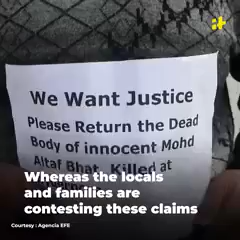 We Want Justice
Please Return the Dead
Body of innocent Mohd
Altaf Bhat- Killed at
Whereas the locals
and families are
contesting these claims
Courtesy : Agencia EFE